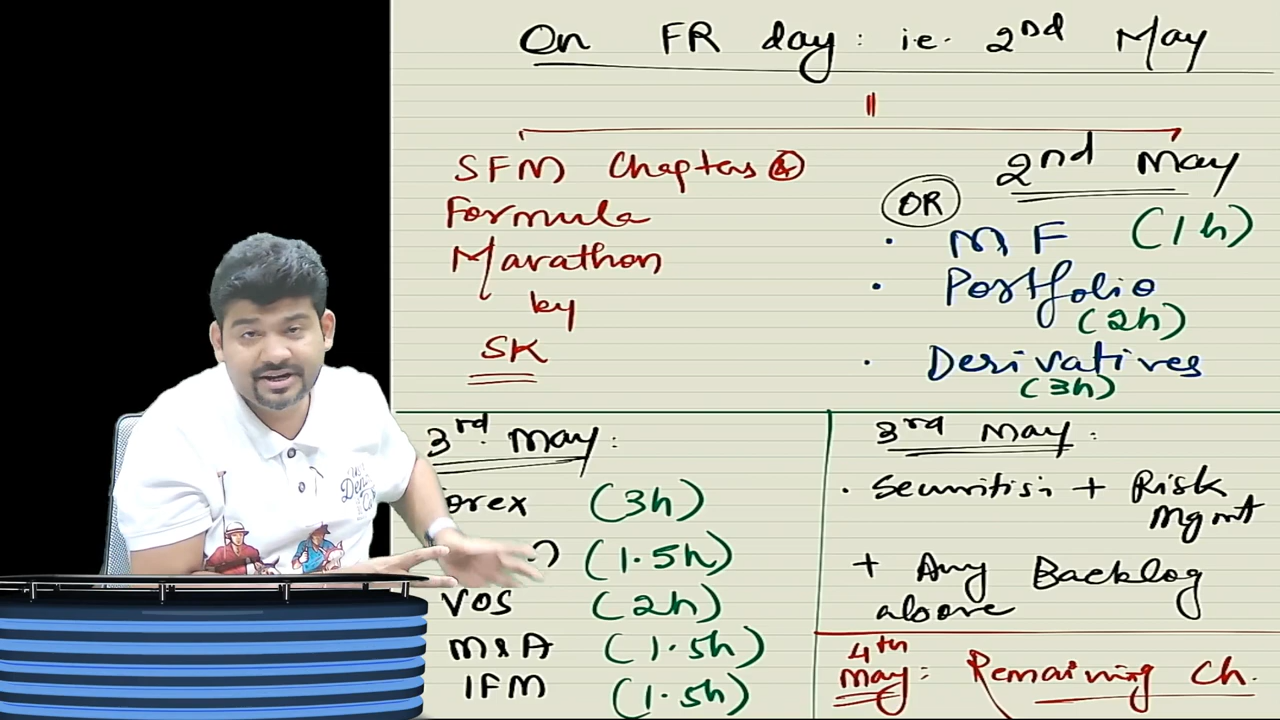 On FR day: i.e. 2nd May
SFM Chapters &
Formula
Marathon
by
SK
OR
2nd May
• MF (1h)
• Portfolio
(2h)
• Derivatives
(3h)
3rd May:
orex (3h)
(1.5h)
VOS (2h)
M&A (1.5h)
IFM (1.5h)
3rd May:
• Securitisn + Risk
Mgmt
+ Any Backlog
above
4th
May: Remaining Ch.